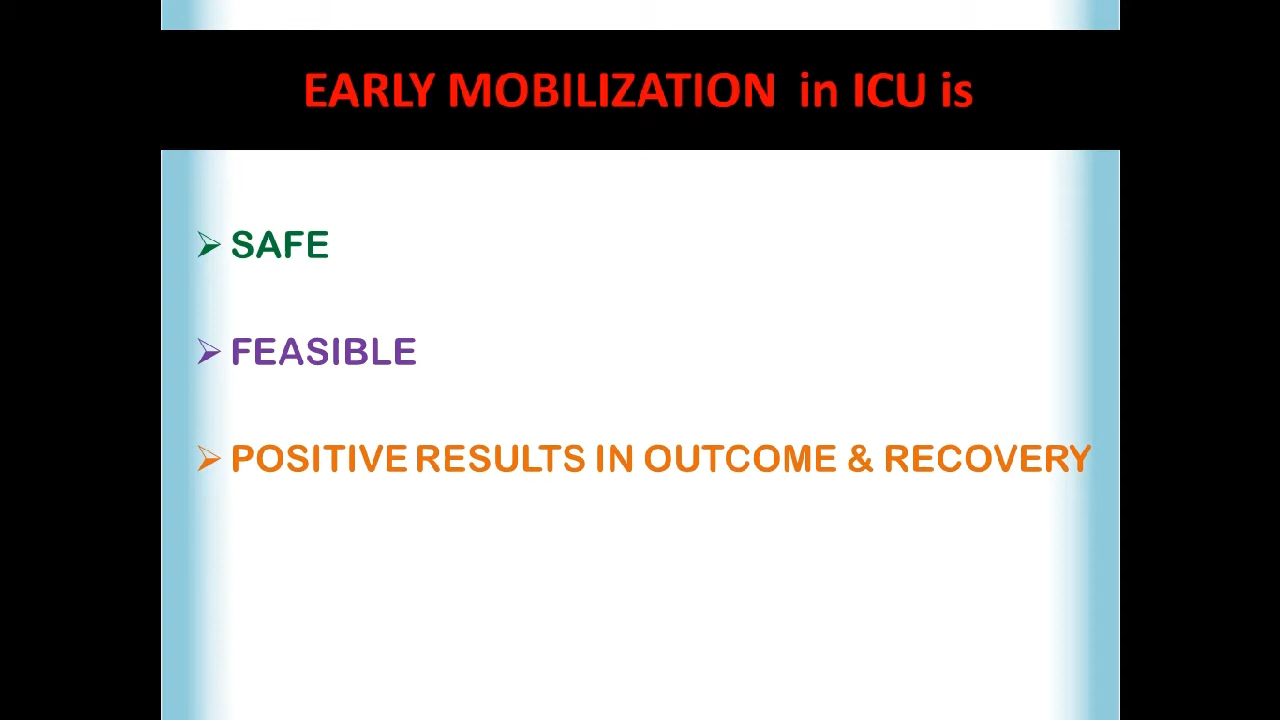 EARLY MOBILIZATION in ICU is
SAFE
FEASIBLE
POSITIVE RESULTS IN OUTCOME & RECOVERY